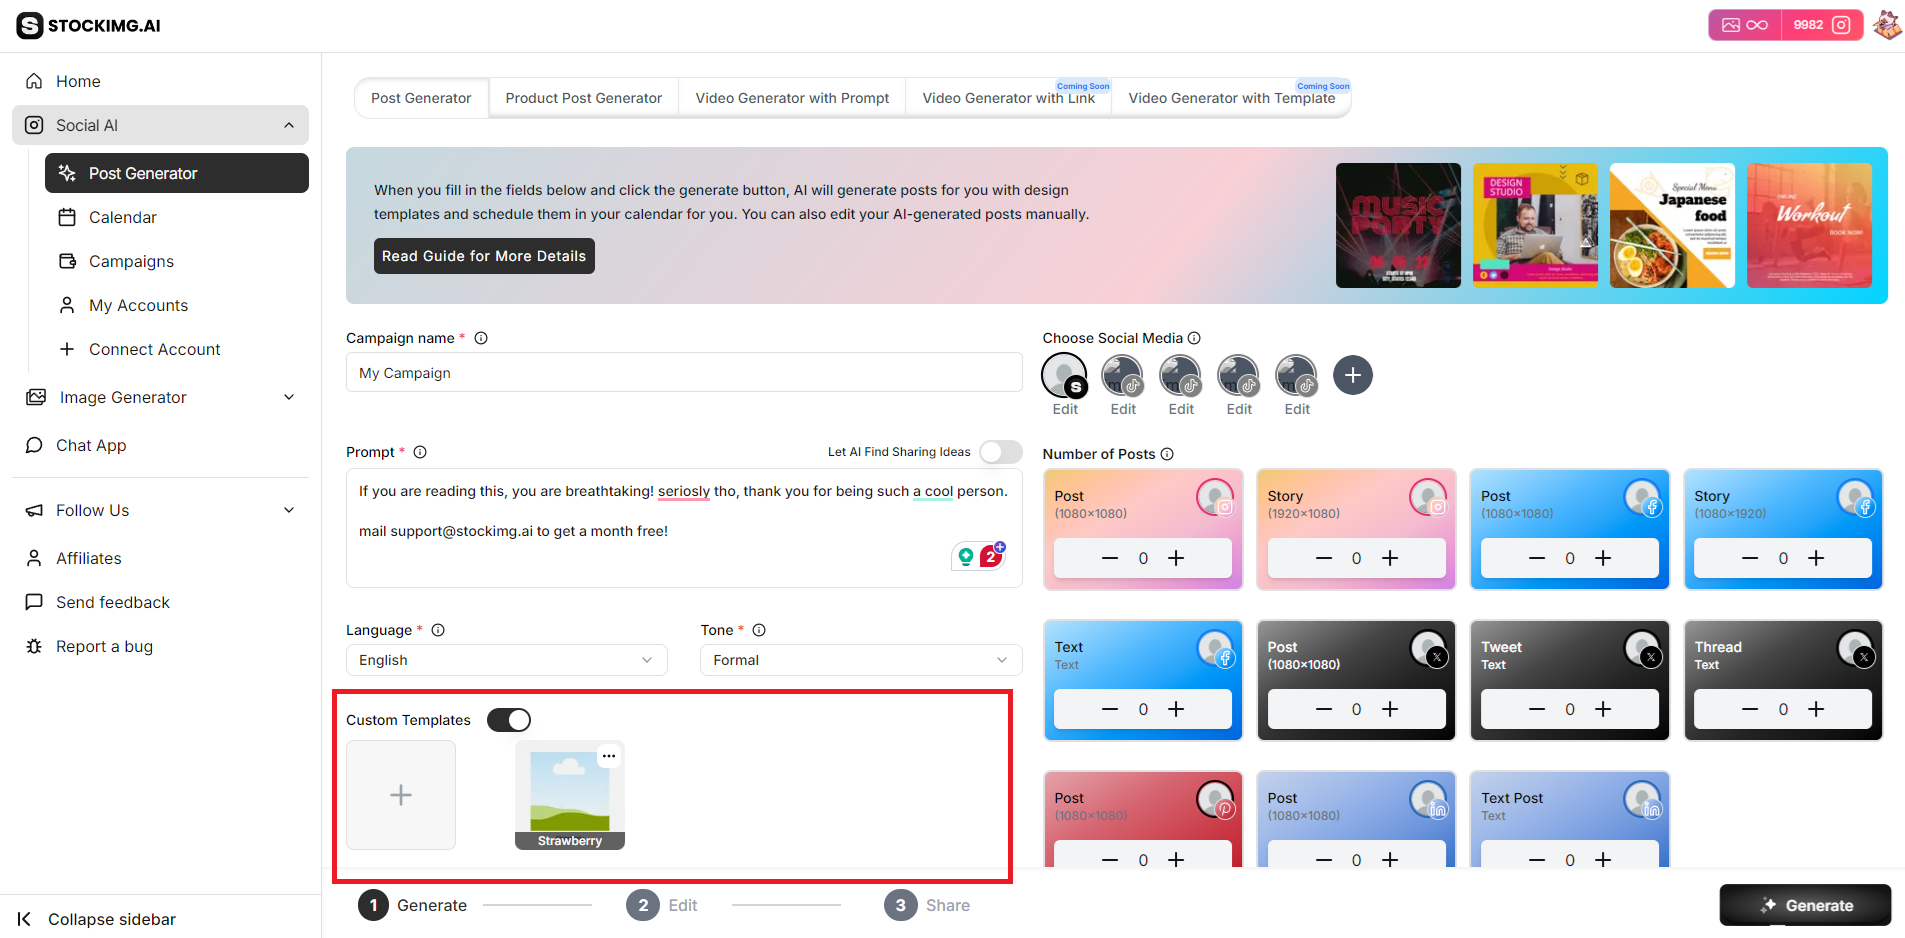 STOCKIMG.AI
9982
Home
Social AI
Post Generator
Calendar
Campaigns
My Accounts
Connect Account
Image Generator
Chat App
Follow Us
Affiliates
Send feedback
Report a bug
Collapse sidebar
Post Generator
Product Post Generator
Video Generator with Prompt
Video Generator with Link
Coming Soon
Video Generator with Template
Coming Soon
When you fill in the fields below and click the generate button, AI will generate posts for you with design
templates and schedule them in your calendar for you. You can also edit your AI-generated posts manually.
Read Guide for More Details
MUSIC
PARTY
DESIGN
STUDIO
Special Menu
Japanese
food
ONLINE
Workout
BOOK NOW!
Campaign name *
My Campaign
Choose Social Media
Edit
Edit
Edit
Edit
Edit
Prompt *
Let AI Find Sharing Ideas
If you are reading this, you are breathtaking! seriosly tho, thank you for being such a cool person.
mail support@stockimg.ai to get a month free!
2
Language *
English
Tone *
Formal
Custom Templates
Strawberry
Number of Posts
Post
(1080×1080)
0
Story
(1920×1080)
0
Post
(1080×1080)
0
Story
(1080×1920)
0
Text
Text
0
Post
(1080×1080)
0
Tweet
Text
0
Thread
Text
0
Post
(1080×1080)
0
Post
(1080×1080)
0
Text Post
Text
0
1 Generate
2 Edit
3 Share
Generate